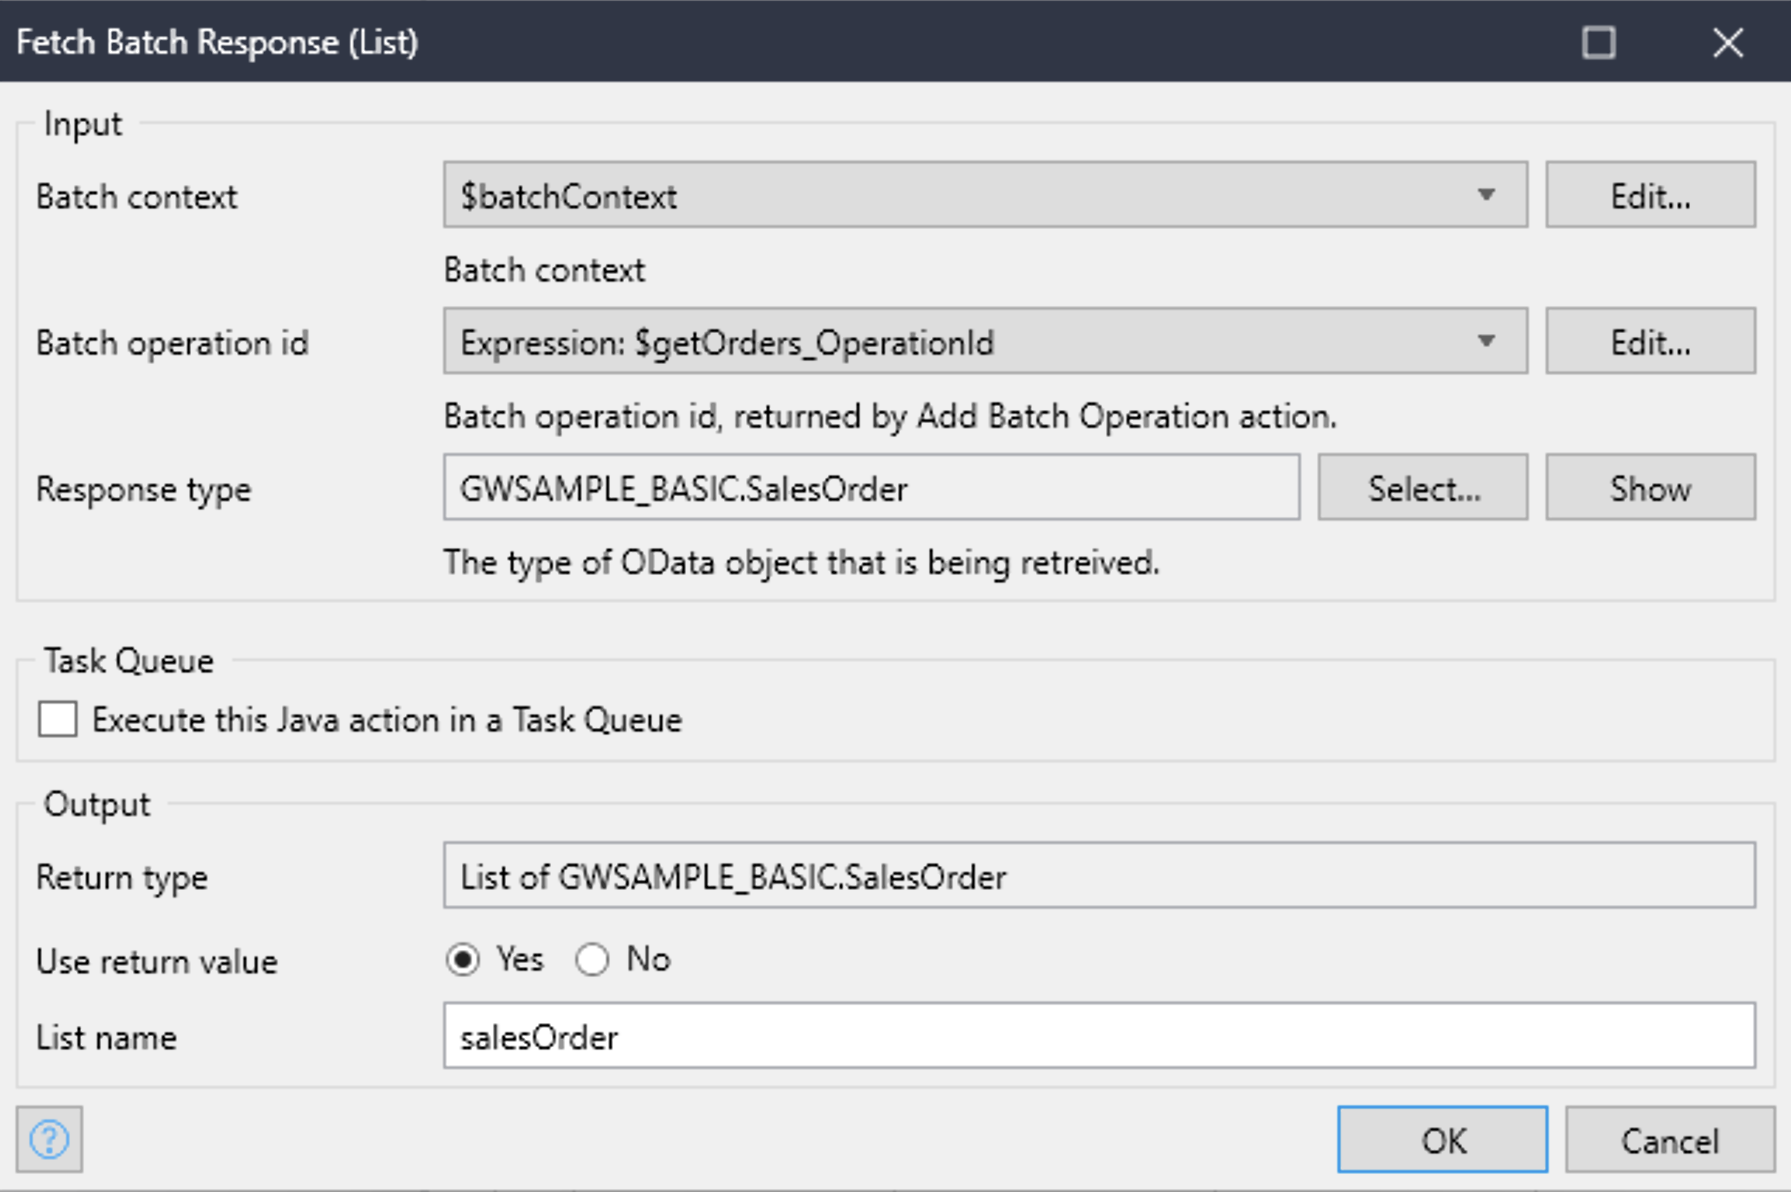 Fetch Batch Response (List)
Input
Batch context
$batchContext
Edit...
Batch context
Batch operation id
Expression: $getOrders_OperationId
Edit...
Batch operation id, returned by Add Batch Operation action.
Response type
GWSAMPLE_BASIC.SalesOrder
Select...
Show
The type of OData object that is being retreived.
Task Queue
Execute this Java action in a Task Queue
Output
Return type
List of GWSAMPLE_BASIC.SalesOrder
Use return value
Yes
No
List name
salesOrder
?
OK
Cancel